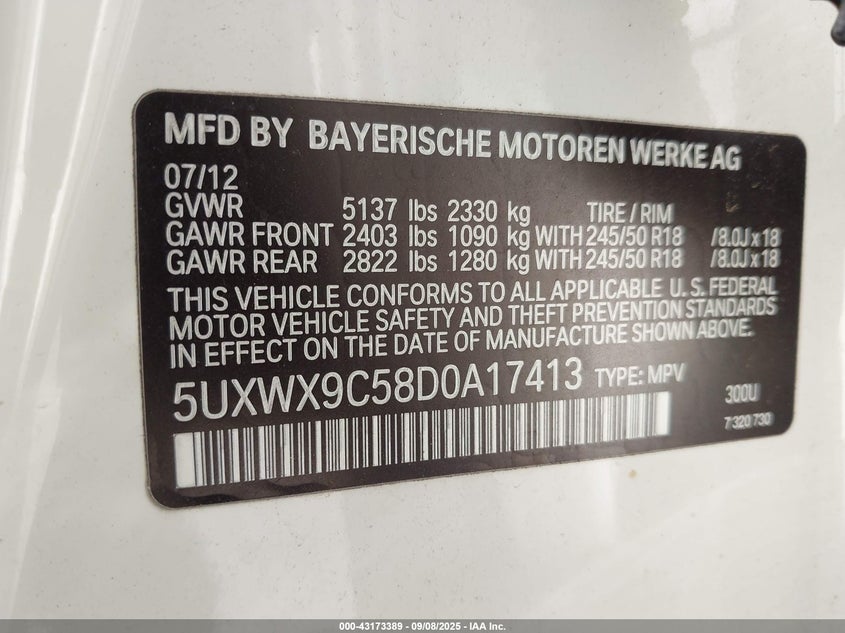 MFD BY BAYERISCHE MOTOREN WERKE AG
07/12
GVWR 5137 lbs 2330 kg TIRE / RIM
GAWR FRONT 2403 lbs 1090 kg WITH 245/50 R18 /8.0J x 18
GAWR REAR 2822 lbs 1280 kg WITH 245/50 R18 /8.0J x 18
THIS VEHICLE CONFORMS TO ALL APPLICABLE U. S. FEDERAL
MOTOR VEHICLE SAFETY AND THEFT PREVENTION STANDARDS
IN EFFECT ON THE DATE OF MANUFACTURE SHOWN ABOVE.
5UXWX9C58D0A17413 TYPE: MPV 300U
7 320 730
000-43173389 - 09/08/2025 - IAA Inc.